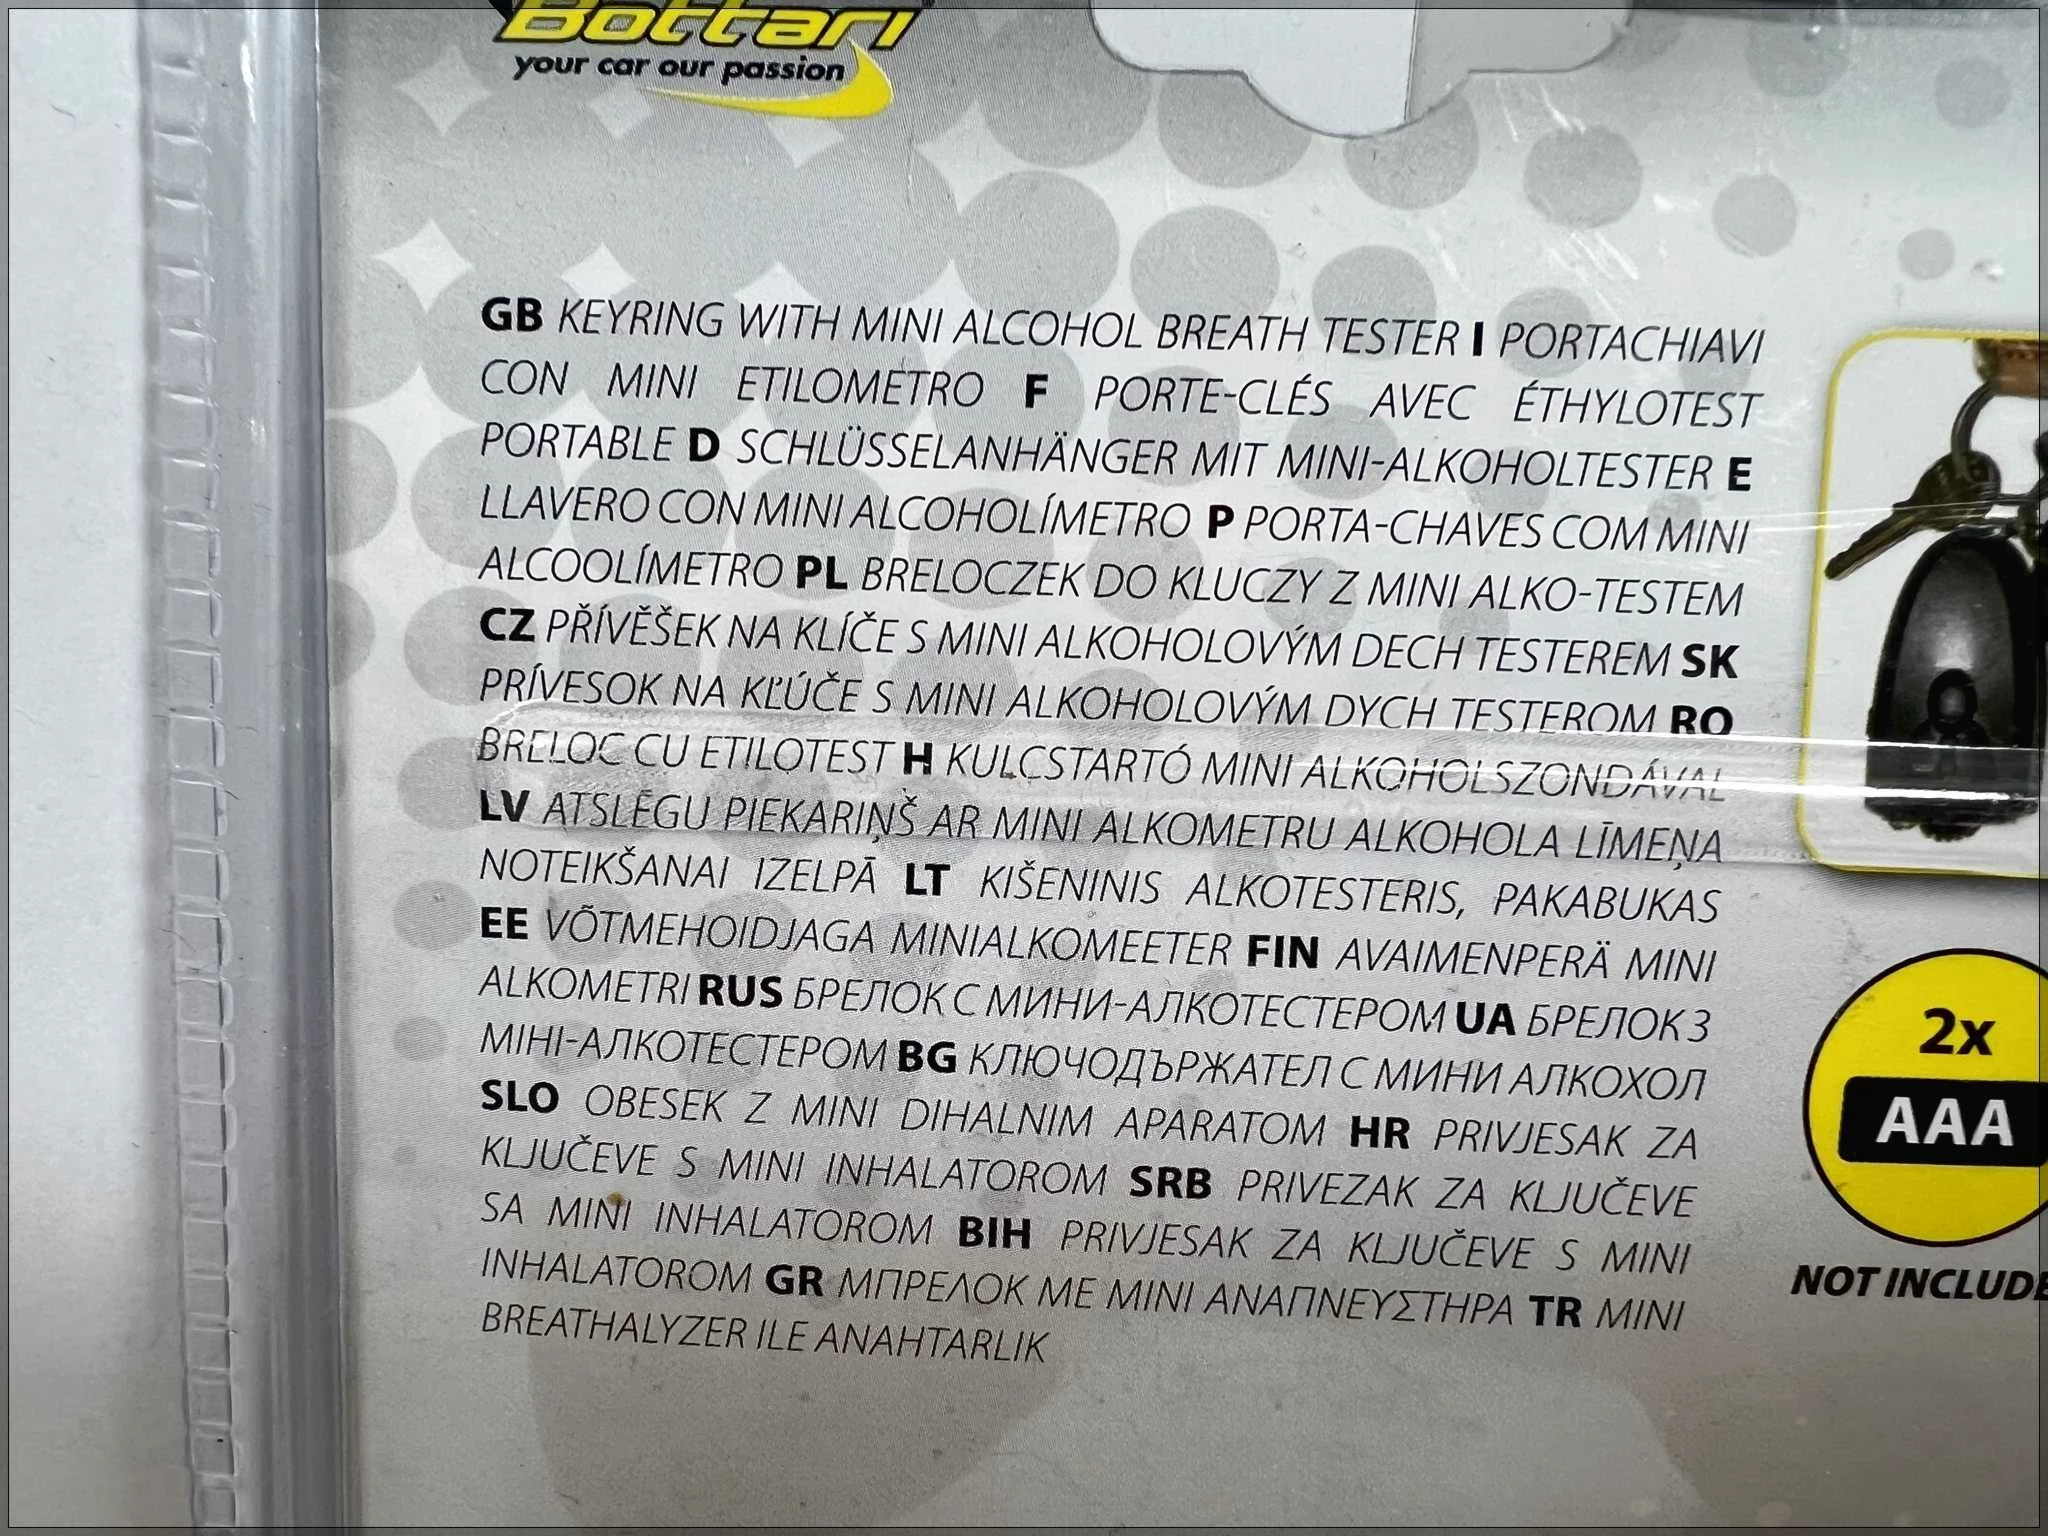 Bottari
your car our passion
GB KEYRING WITH MINI ALCOHOL BREATH TESTER I PORTACHIAVI
CON MINI ETILOMETRO F PORTE-CLÉS AVEC ÉTHYLOTEST
PORTABLE D SCHLÜSSELANHÄNGER MIT MINI-ALKOHOLTESTER E
LLAVERO CON MINI ALCOHOLÍMETRO P PORTA-CHAVES COM MINI
ALCOOLÍMETRO PL BRELOCZEK DO KLUCZY Z MINI ALKO-TESTEM
CZ PŘÍVĚŠEK NA KLÍČE S MINI ALKOHOLOVÝM DECH TESTEREM SK
PRÍVESOK NA KĽÚČE S MINI ALKOHOLOVÝM DYCH TESTEROM RO
BRELOC CU ETILOTEST H KULCSTARTÓ MINI ALKOHOLSZONDÁVAL
LV ATSLĒGU PIEKARIŅŠ AR MINI ALKOMETRU ALKOHOLA LĪMEŅA
NOTEIKŠANAI IZELPĀ LT KIŠENINIS ALKOTESTERIS, PAKABUKAS
EE VÕTMEHOIDJAGA MINIALKOMEETER FIN AVAIMENPERÄ MINI
ALKOMETRI RUS БРЕЛОК С МИНИ-АЛКОТЕСТЕРОМ UA БРЕЛОК З
МІНІ-АЛКОТЕСТЕРОМ BG КЛЮЧОДЪРЖАТЕЛ С МИНИ АЛКОХОЛ
SLO OBESEK Z MINI DIHALNIM APARATOM HR PRIVJESAK ZA
KLJUČEVE S MINI INHALATOROM SRB PRIVEZAK ZA KLJUČEVE
SA MINI INHALATOROM BIH PRIVJESAK ZA KLJUČEVE S MINI
INHALATOROM GR ΜΠΡΕΛΟΚ ΜΕ ΜΙΝΙ ΑΝΑΠΝΕΥΣΤΗΡΑ TR MINI
BREATHALYZER ILE ANAHTARLIK
2x
AAA
NOT INCLUDE